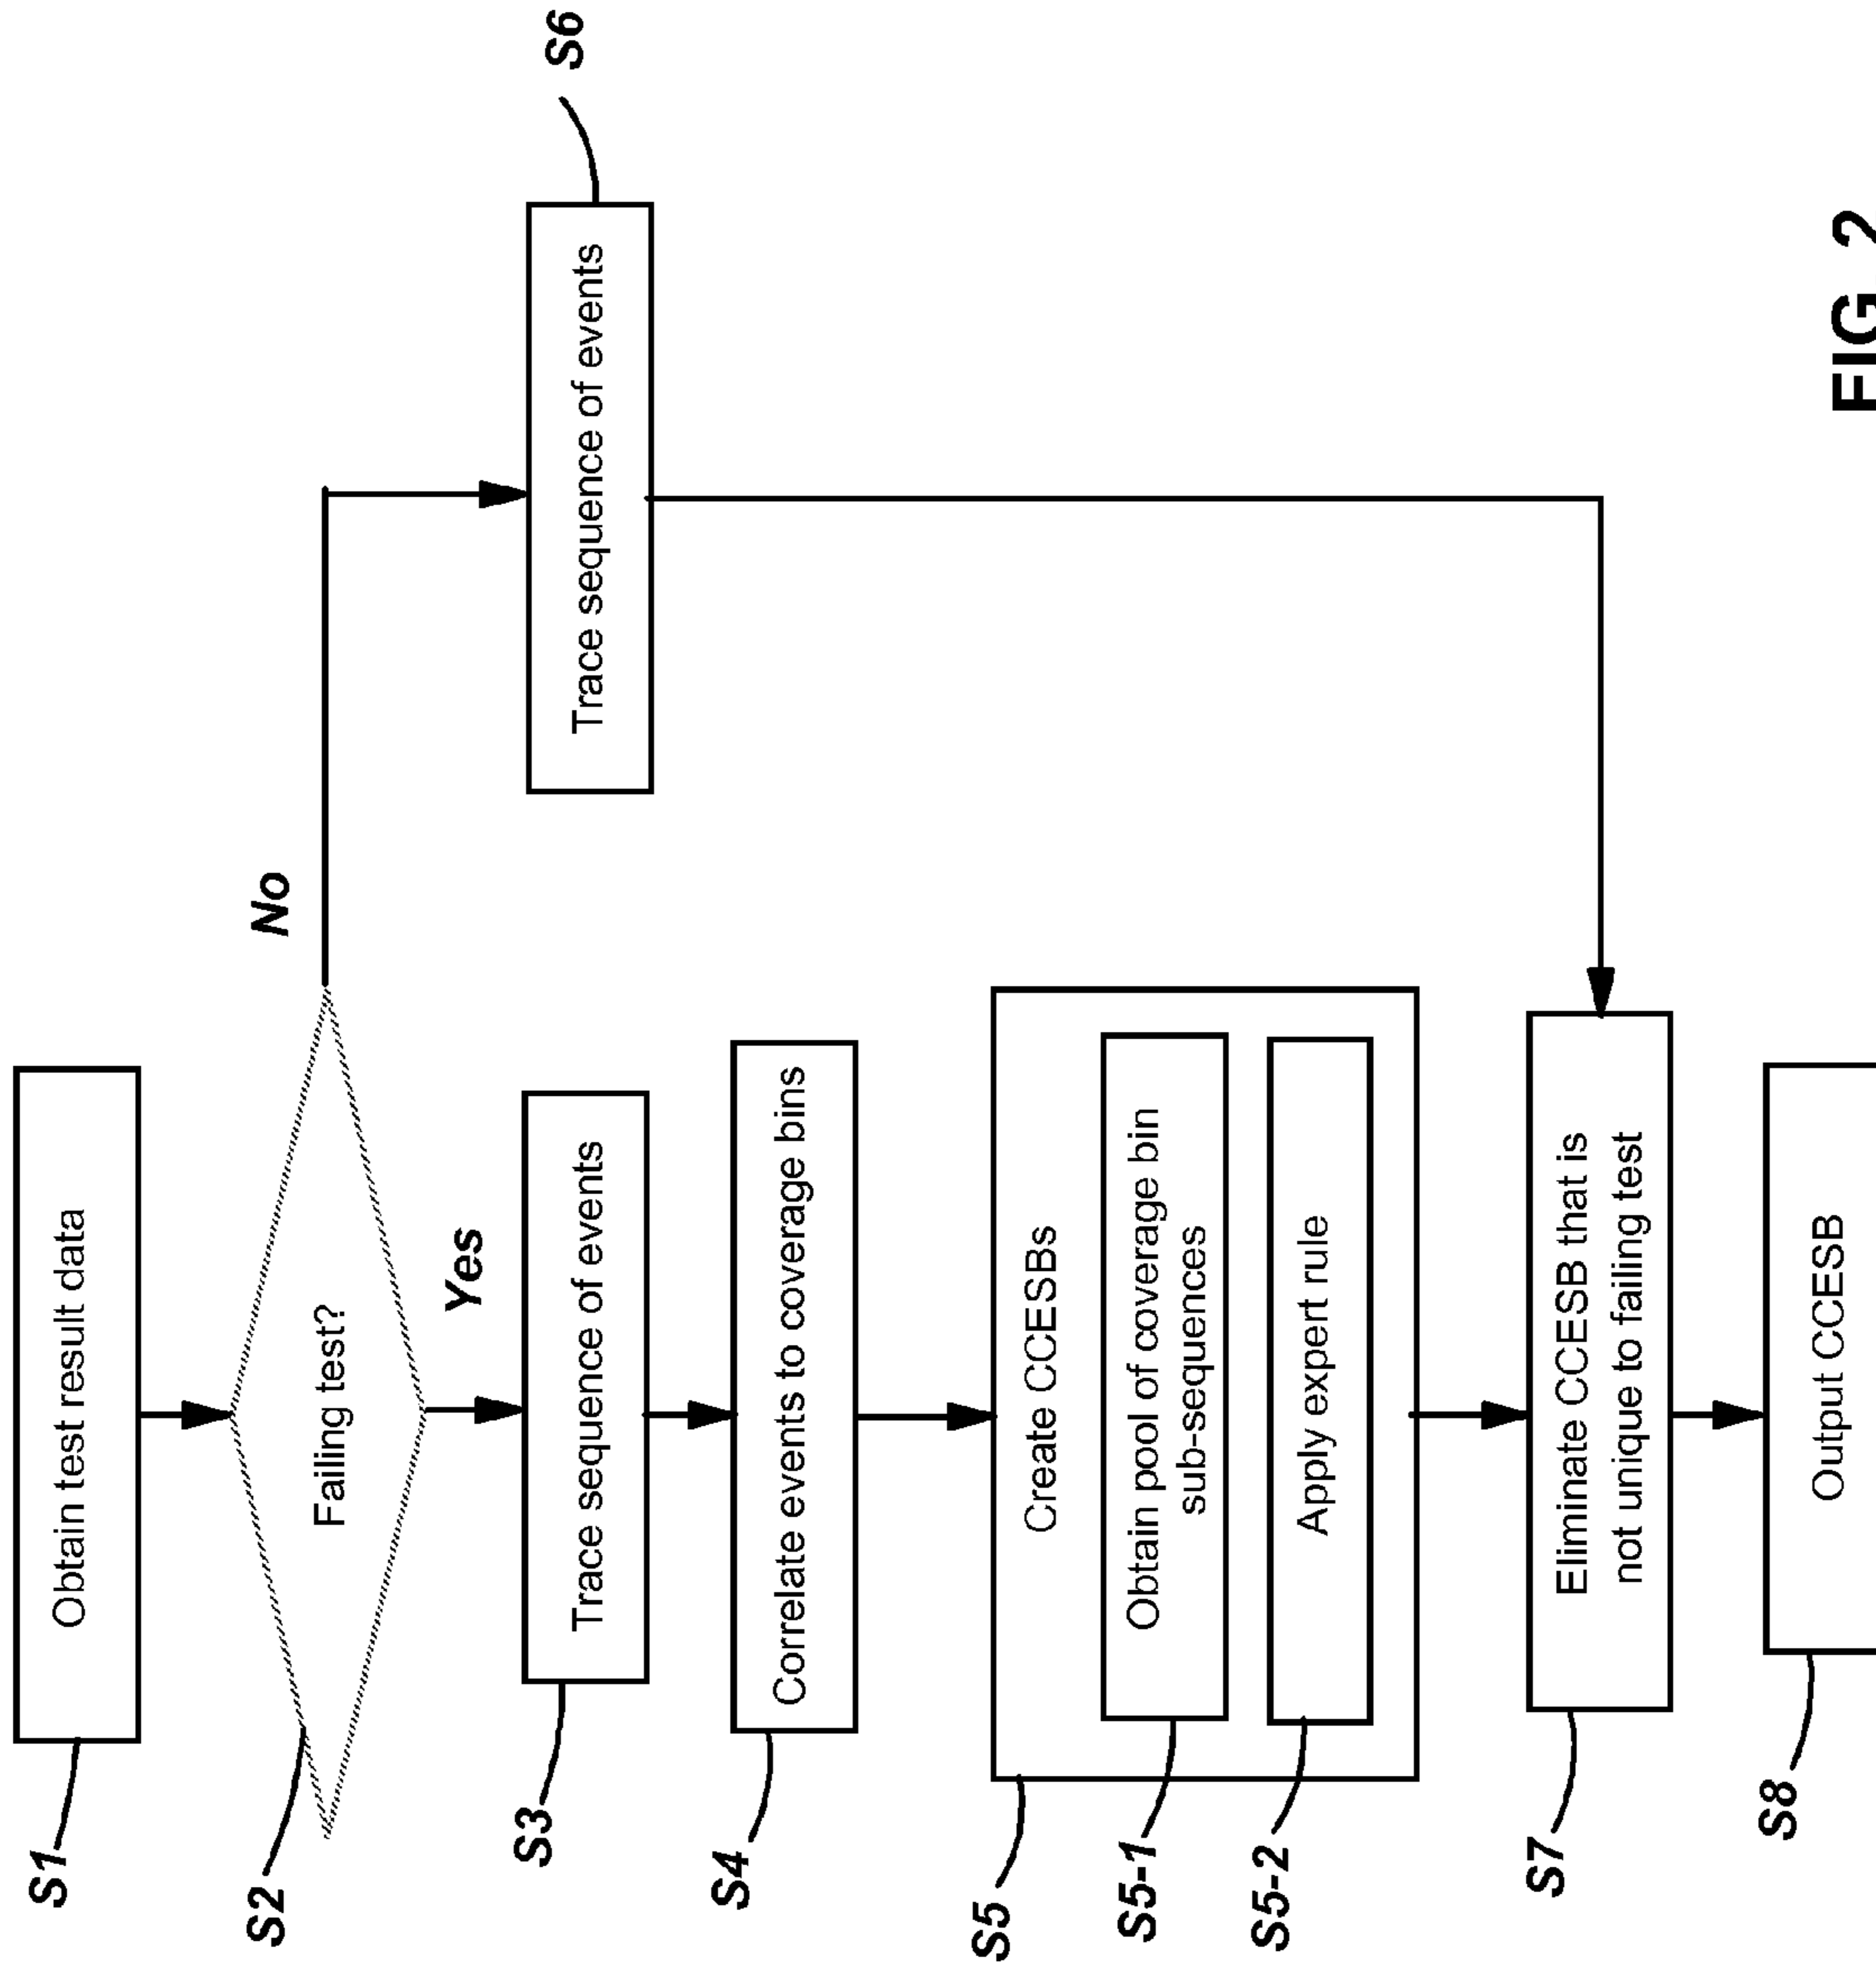 S1
Obtain test result data
S2
Failing test?
No
Yes
S3
Trace sequence of events
S6
Trace sequence of events
S4
Correlate events to coverage bins
S5
Create CCESBs
S5-1
Obtain pool of coverage bin
sub-sequences
S5-2
Apply expert rule
S7
Eliminate CCESB that is
not unique to failing test
S8
Output CCESB
FIG. 2